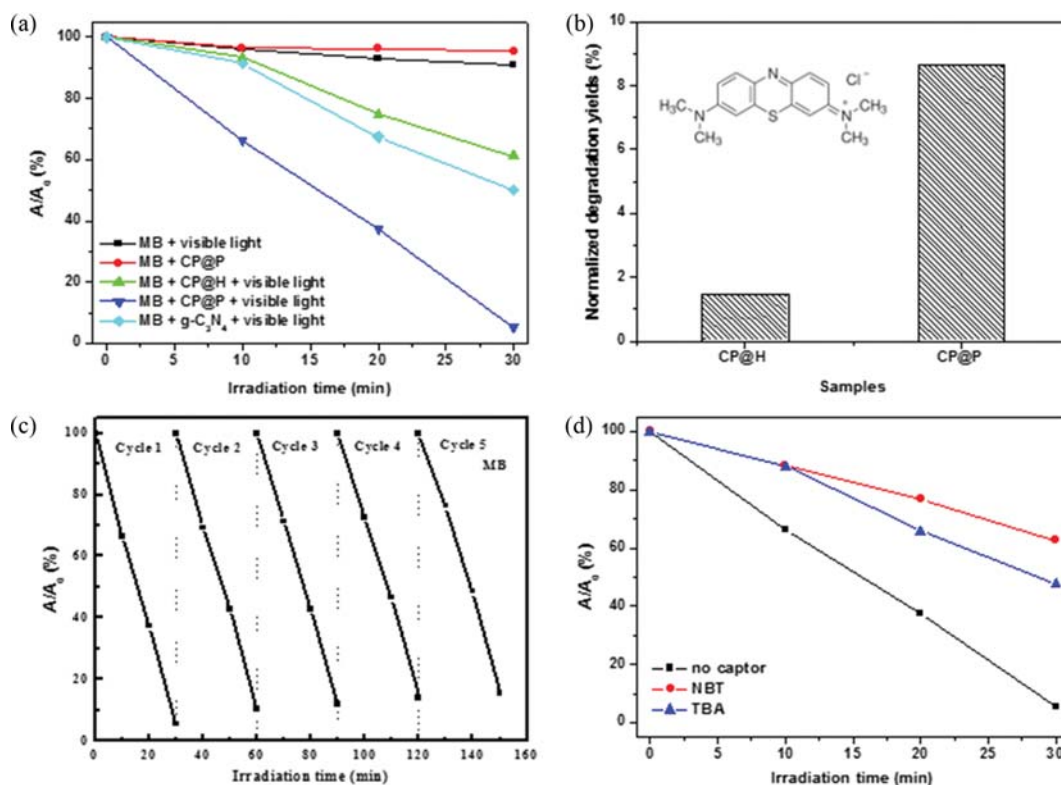 (a)
A/A₀ (%)
100
80
60
40
20
0
MB + visible light
MB + CP@P
MB + CP@H + visible light
MB + CP@P + visible light
MB + g-C₃N₄ + visible light
0 5 10 15 20 25 30
Irradiation time (min)
(b)
Normalized degradation yields (%)
10
8
6
4
2
0
N
Cl⁻
H₃C
N
CH₃
S
N⁺
CH₃
CH₃
CP@H CP@P
Samples
(c)
A/A₀ (%)
100
80
60
40
20
0
Cycle 1 Cycle 2 Cycle 3 Cycle 4 Cycle 5
MB
0 20 40 60 80 100 120 140 160
Irradiation time (min)
(d)
A/A₀ (%)
100
80
60
40
20
0
no captor
NBT
TBA
0 5 10 15 20 25 30
Irradiation time (min)